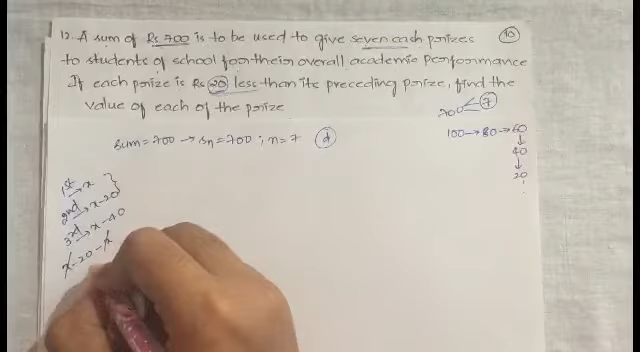 12. A sum of Rs 700 is to be used to give seven cash prizes
to students of school for their overall academic performance
If each prize is Rs 20 less than its preceding prize, find the
value of each of the prize
10
700 7
100 → 80 → 60
↓
40
↓
20
sum = 700 → sn = 700 ; n = 7 d
1st → x
2nd → x - 20
3rd → x - 40
x - 20 - x